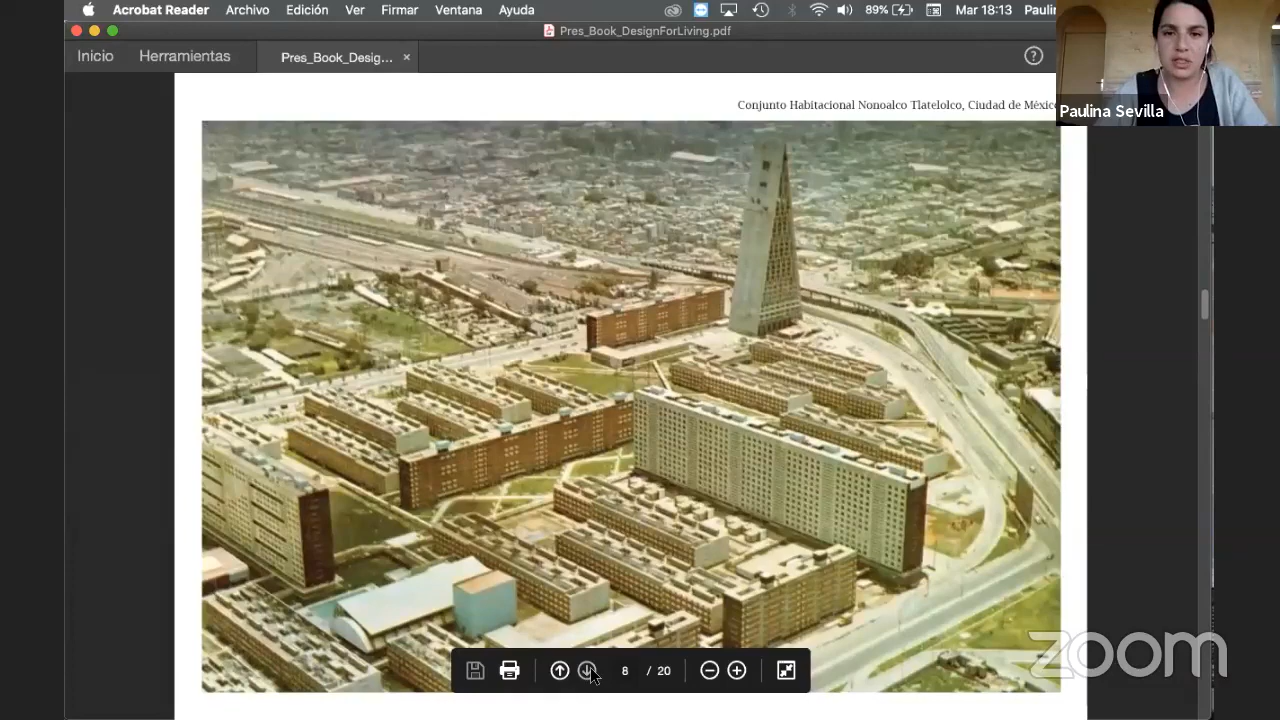 Acrobat Reader Archivo Edición Ver Firmar Ventana Ayuda 89% Mar 18:13
Pres_Book_DesignForLiving.pdf
Inicio Herramientas Pres_Book_Desig... ×
Conjunto Habitacional Nonoalco Tlatelolco, Ciudad de México
Paulina Sevilla
8 / 20
zoom